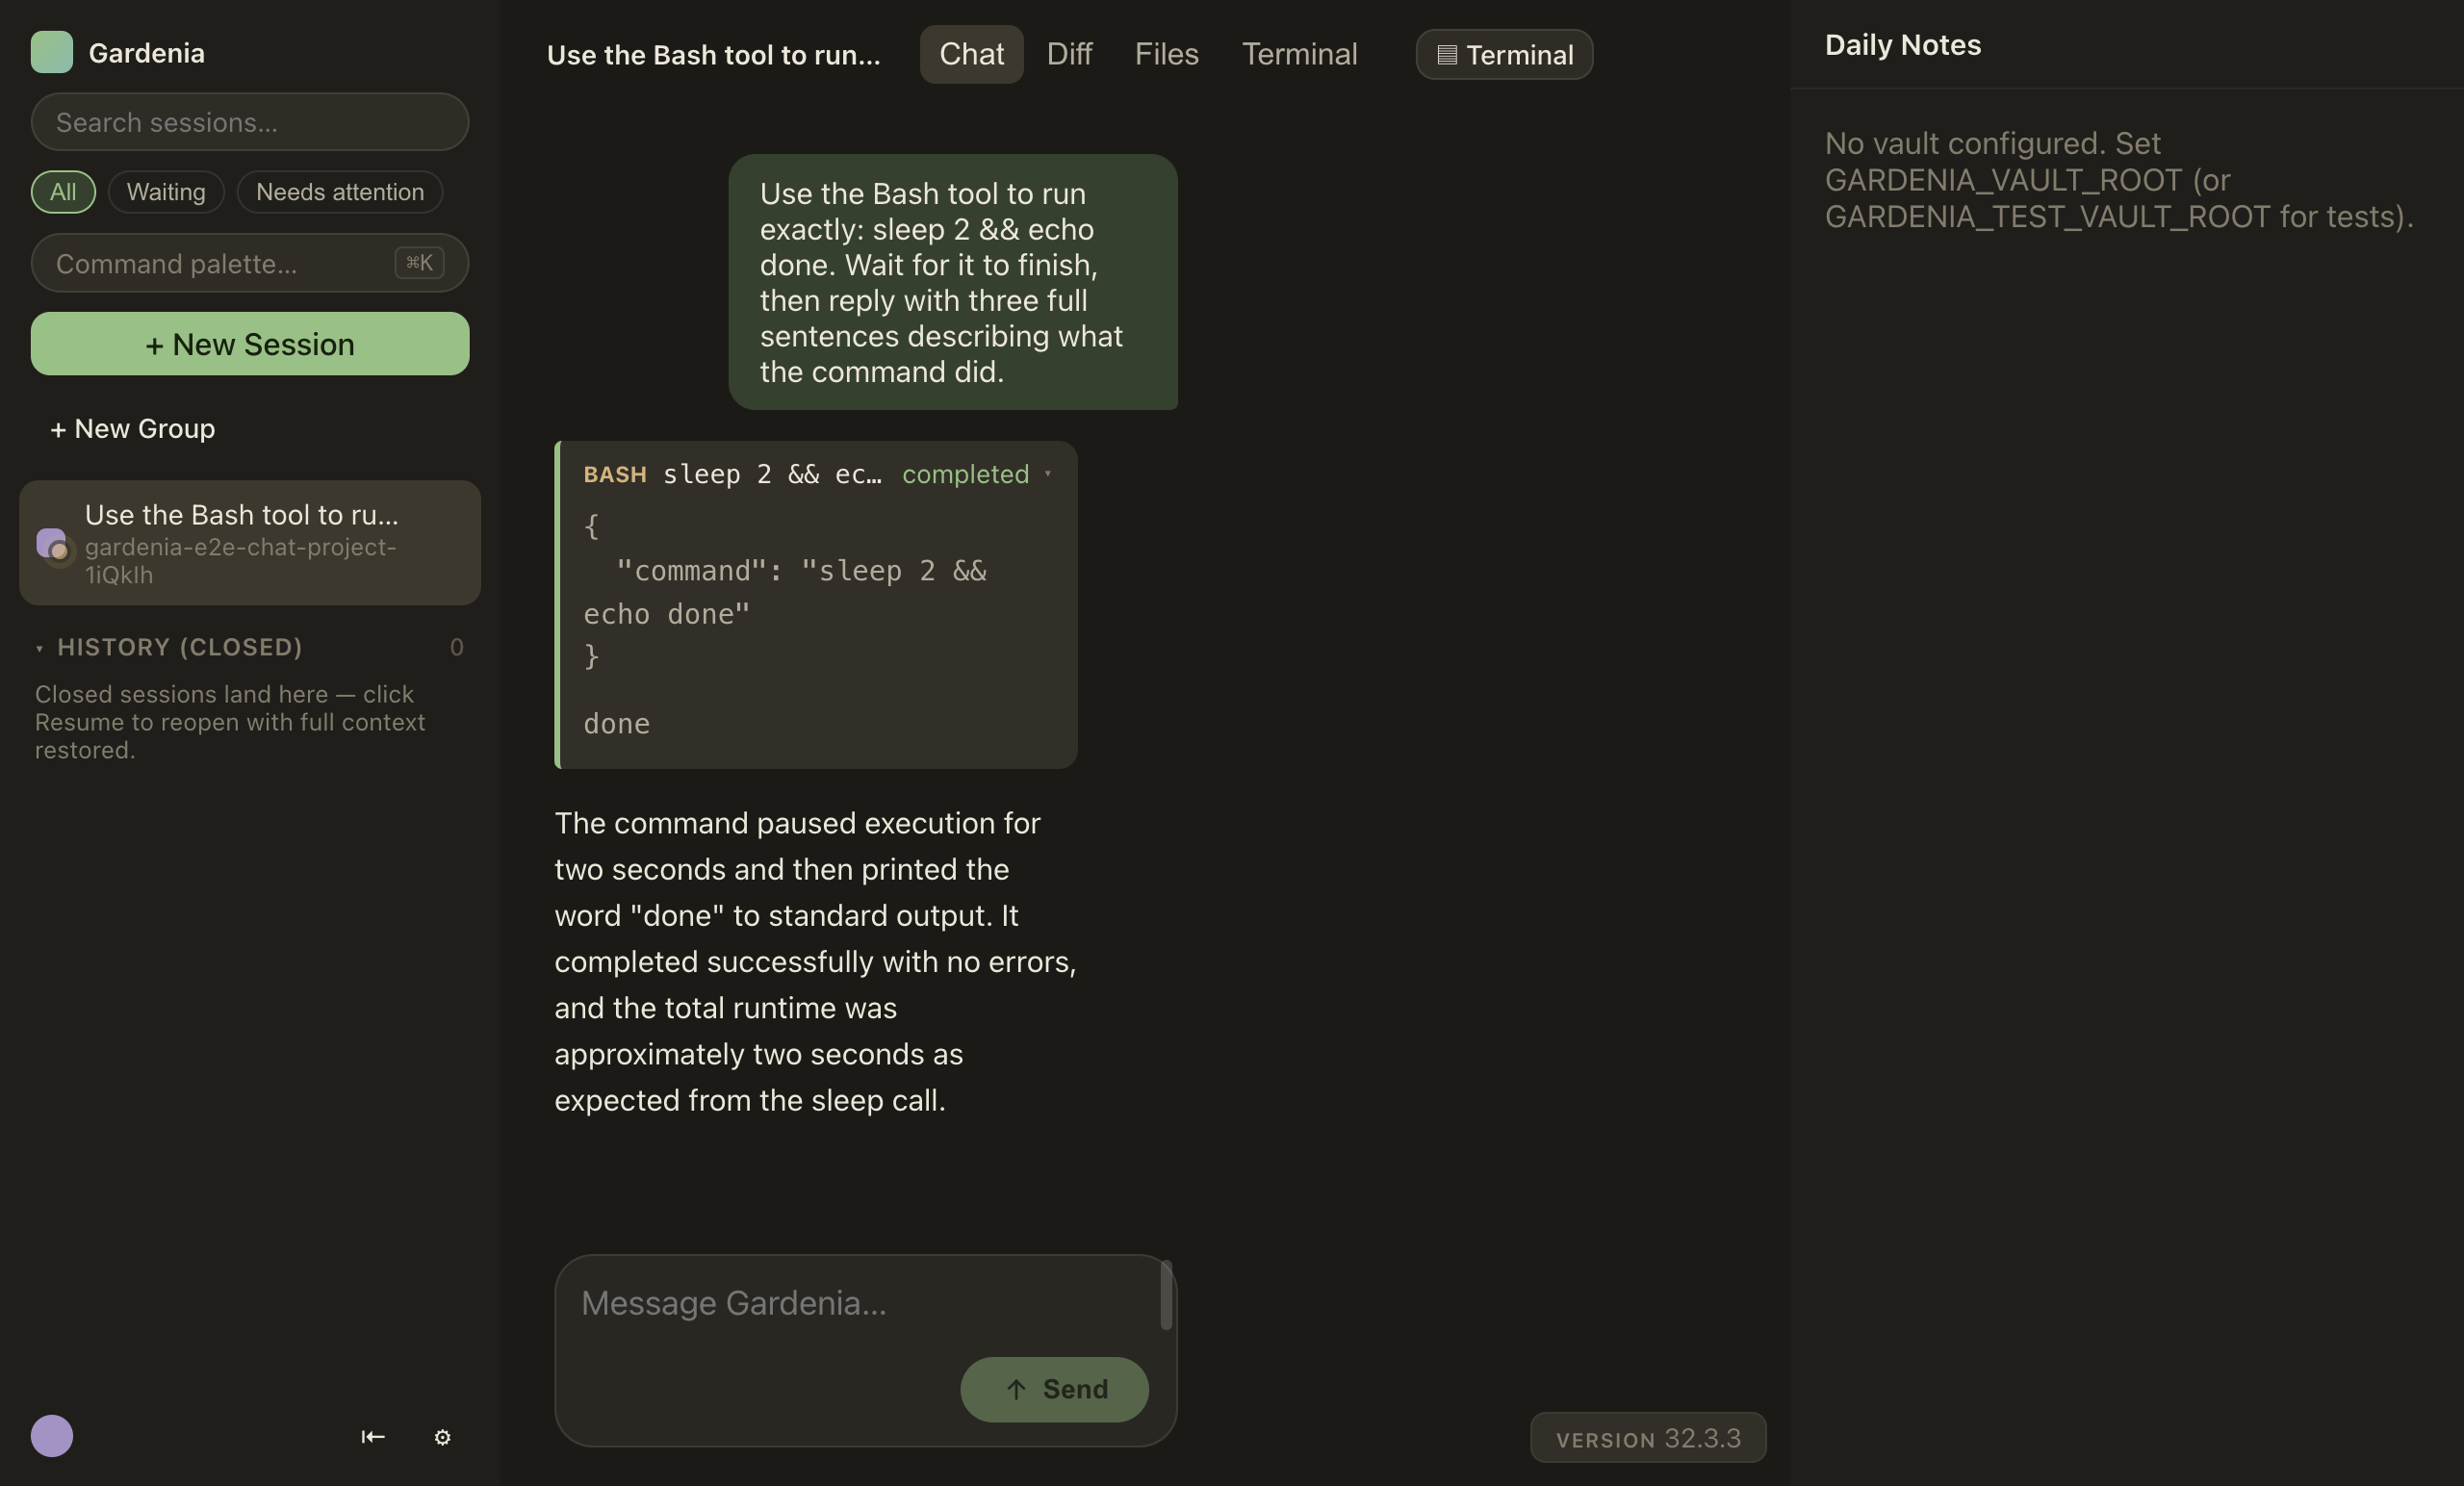 Gardenia
Search sessions...
All
Waiting
Needs attention
Command palette...
⌘K
+ New Session
+ New Group
Use the Bash tool to ru...
gardenia-e2e-chat-project-
1iQkIh
▾ HISTORY (CLOSED)
0
Closed sessions land here — click
Resume to reopen with full context
restored.
Use the Bash tool to run...
Chat
Diff
Files
Terminal
Terminal
Use the Bash tool to run
exactly: sleep 2 && echo
done. Wait for it to finish,
then reply with three full
sentences describing what
the command did.
BASH sleep 2 && ec… completed ▾
{
  "command": "sleep 2 &&
echo done"
}
done
The command paused execution for
two seconds and then printed the
word "done" to standard output. It
completed successfully with no errors,
and the total runtime was
approximately two seconds as
expected from the sleep call.
Message Gardenia...
↑ Send
VERSION 32.3.3
Daily Notes
No vault configured. Set
GARDENIA_VAULT_ROOT (or
GARDENIA_TEST_VAULT_ROOT for tests).